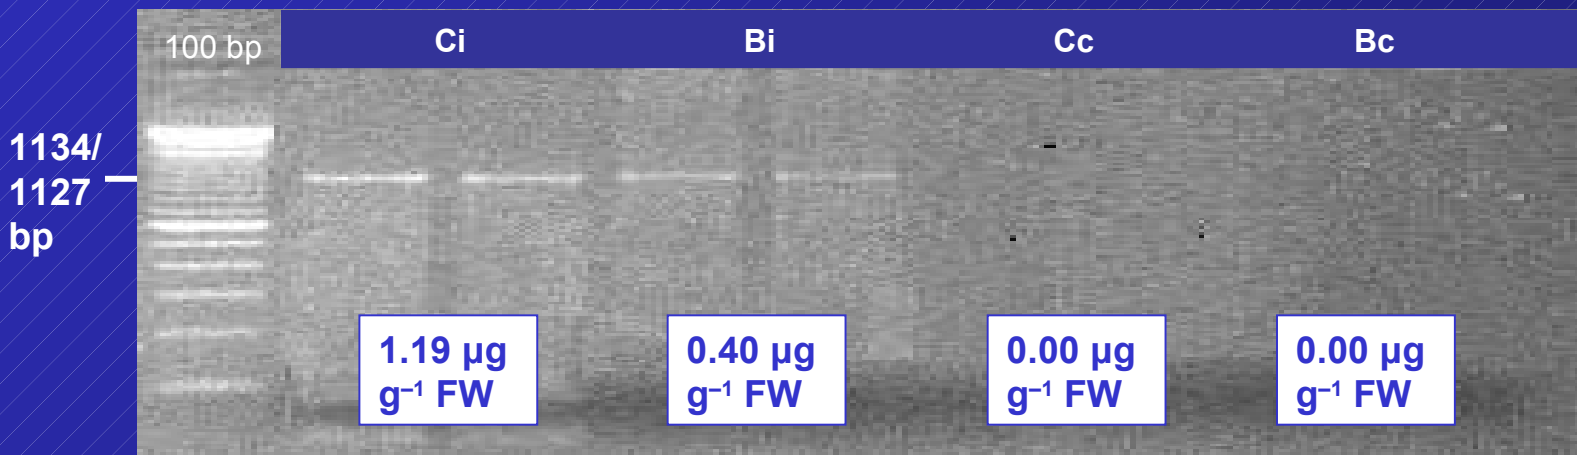 100 bp
Ci
Bi
Cc
Bc
1134/
1127
bp
1.19 µg
g⁻¹ FW
0.40 µg
g⁻¹ FW
0.00 µg
g⁻¹ FW
0.00 µg
g⁻¹ FW